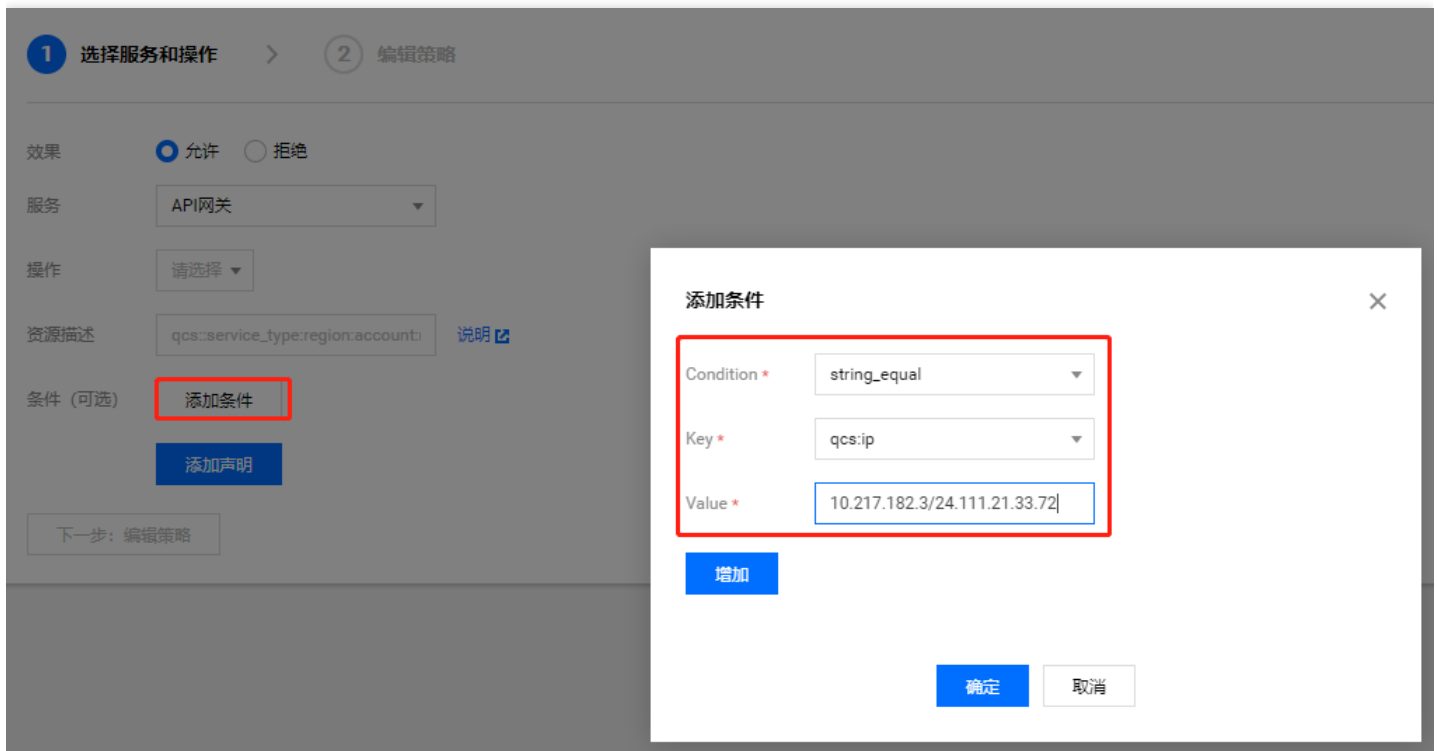 1 选择服务和操作 > 2 编辑策略
效果 允许 拒绝
服务 API网关
操作 请选择
资源描述 qcs::service_type:region:account: 说明
条件（可选） 添加条件
添加声明
下一步：编辑策略
添加条件
Condition * string_equal
Key * qcs:ip
Value * 10.217.182.3/24.111.21.33.72
增加
确定 取消